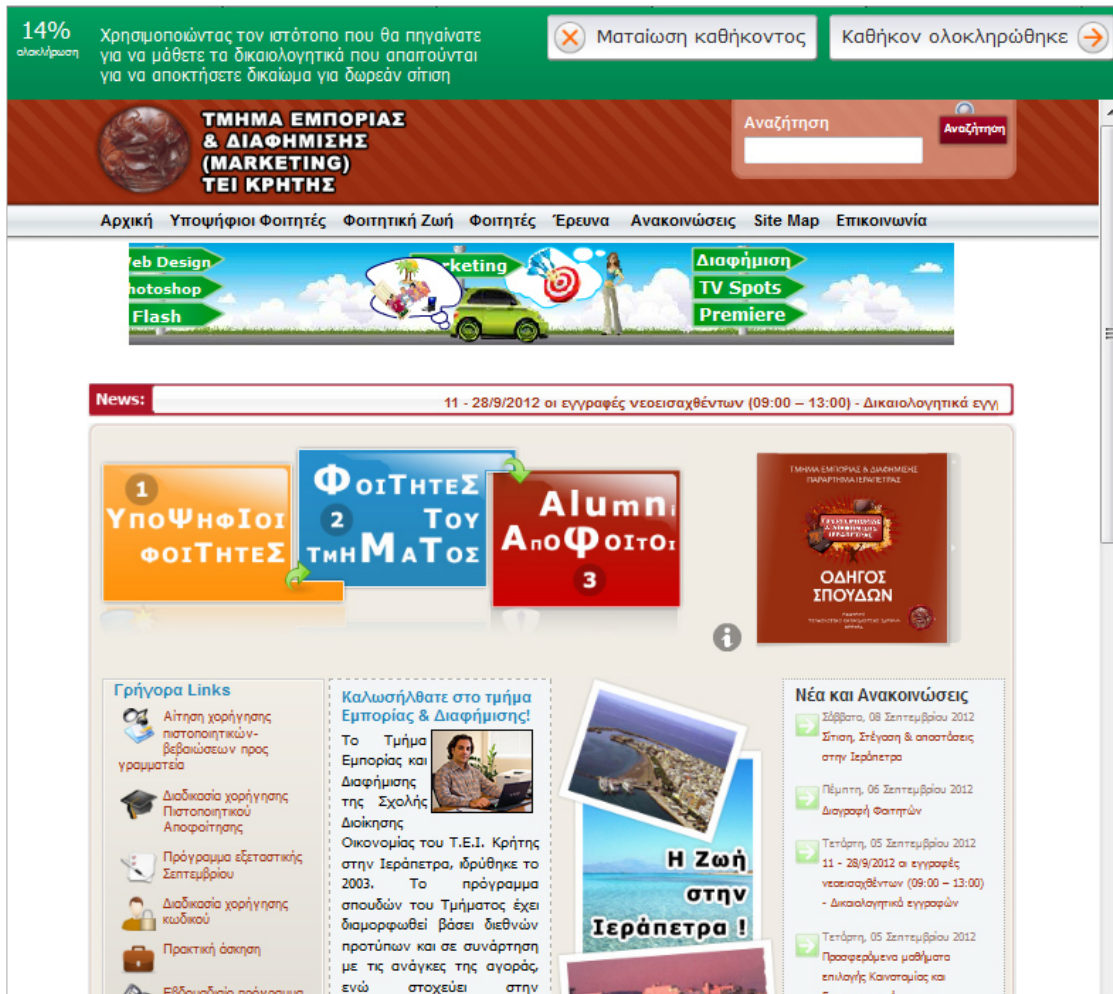 14%
ολοκλήρωση
Χρησιμοποιώντας τον ιστότοπο που θα πηγαίνατε
για να μάθετε τα δικαιολογητικά που απαιτούνται
για να αποκτήσετε δικαίωμα για δωρεάν σίτιση
Ματαίωση καθήκοντος
Καθήκον ολοκληρώθηκε
ΤΜΗΜΑ ΕΜΠΟΡΙΑΣ
& ΔΙΑΦΗΜΙΣΗΣ
(MARKETING)
ΤΕΙ ΚΡΗΤΗΣ
Αναζήτηση
Αναζήτηση
Αρχική Υποψήφιοι Φοιτητές Φοιτητική Ζωή Φοιτητές Έρευνα Ανακοινώσεις Site Map Επικοινωνία
eb Design
hotoshop
Flash
keting
Διαφήμιση
TV Spots
Premiere
News:
11 - 28/9/2012 οι εγγραφές νεοεισαχθέντων (09:00 – 13:00) - Δικαιολογητικά εγγ
1
ΥποΨηφΙοι
φοιΤητεΣ
ΦοιΤητεΣ
2 Του
τμηΜαΤος
Alumni
ΑποΦοιτοι
3
ΤΜΗΜΑ ΕΜΠΟΡΙΑΣ & ΔΙΑΦΗΜΙΣΗΣ
ΠΑΡΑΡΤΗΜΑ ΙΕΡΑΠΕΤΡΑΣ
ΟΔΗΓΟΣ
ΣΠΟΥΔΩΝ
i
Γρήγορα Links
Αίτηση χορήγησης
πιστοποιητικών-
βεβαιώσεων προς
γραμματεία
Διαδικασία χορήγησης
Πιστοποιητικού
Αποφοίτησης
Πρόγραμμα εξεταστικής
Σεπτεμβρίου
Διαδικασία χορήγησης
κωδικού
Πρακτική άσκηση
Εβδομαδιαίο πρόγραμμα
Καλωσήλθατε στο τμήμα
Εμπορίας & Διαφήμισης!
Το Τμήμα
Εμπορίας και
Διαφήμισης
της Σχολής
Διοίκησης
Οικονομίας του Τ.Ε.Ι. Κρήτης
στην Ιεράπετρα, ιδρύθηκε το
2003. Το πρόγραμμα
σπουδών του Τμήματος έχει
διαμορφωθεί βάσει διεθνών
προτύπων και σε συνάρτηση
με τις ανάγκες της αγοράς,
ενώ στοχεύει στην
Η Ζωή
στην
Ιεράπετρα !
Νέα και Ανακοινώσεις
Σάββατο, 08 Σεπτεμβρίου 2012
Σίτιση, Στέγαση & αποστάσεις
στην Ιεράπετρα
Πέμπτη, 06 Σεπτεμβρίου 2012
Διαγραφή Φοιτητών
Τετάρτη, 05 Σεπτεμβρίου 2012
11 - 28/9/2012 οι εγγραφές
νεοεισαχθέντων (09:00 – 13:00)
- Δικαιολογητικά εγγραφών
Τετάρτη, 05 Σεπτεμβρίου 2012
Προσφερόμενα μαθήματα
επιλογής Καινοτομίας και